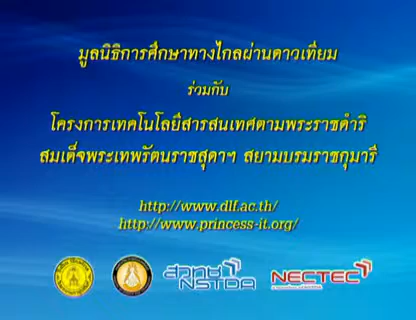 มูลนิธิการศึกษาทางไกลผ่านดาวเทียม
ร่วมกับ
โครงการเทคโนโลยีสารสนเทศตามพระราชดำริ
สมเด็จพระเทพรัตนราชสุดาฯ สยามบรมราชกุมารี
http://www.dlf.ac.th/
http://www.princess-it.org/
สวทช
NSTDA
NECTEC